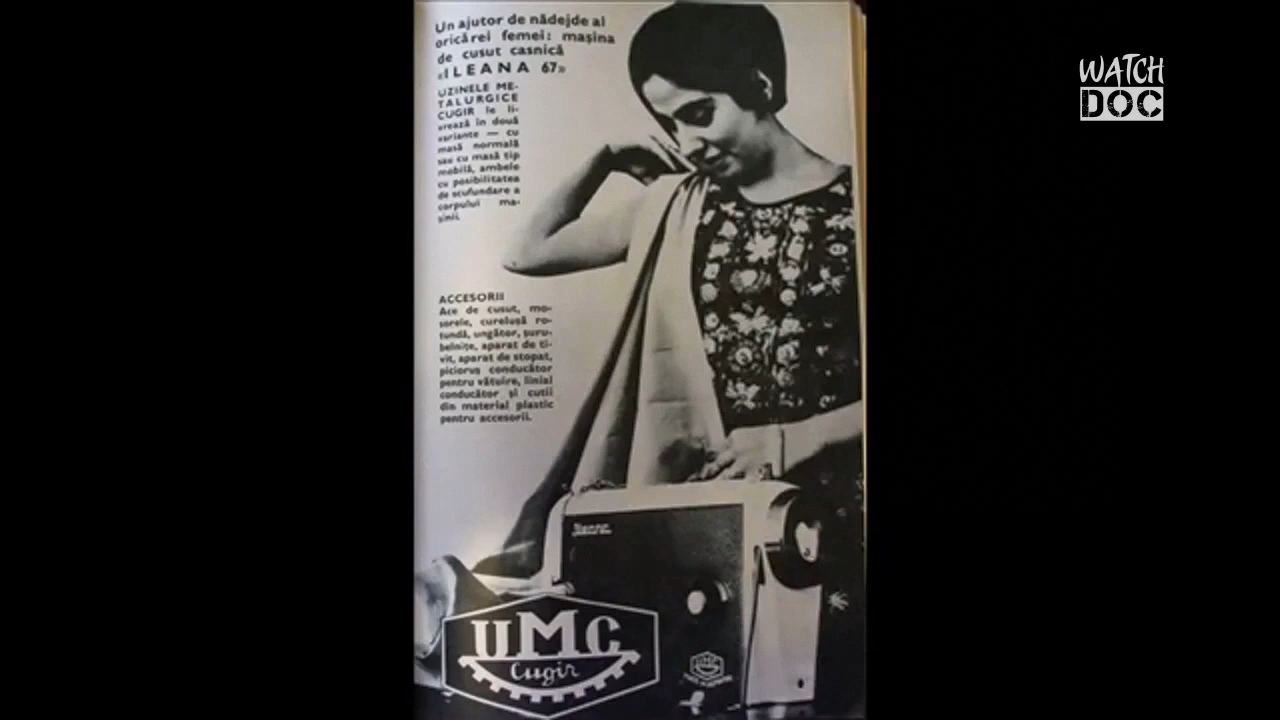 Un ajutor de nădejde al
oricărei femei: mașina
de cusut casnică
«ILEANA 67»
UZINELE ME-
TALURGICE
CUGIR le li-
vrează în două
variante — cu
masă normală
sau cu masă tip
mobilă, ambele
cu posibilitatea
de scufundare a
corpului ma-
șinii.
ACCESORII
Ace de cusut, mo-
sorele, curelușă ro-
tundă, ungător, șuru-
belnițe, aparat de ti-
vit, aparat de stopat,
picioruș conducător
pentru vătuire, linial
conducător și cutii
din material plastic
pentru accesorii.
Ileana
UMC
Cugir
UMC
WATCH
DOC